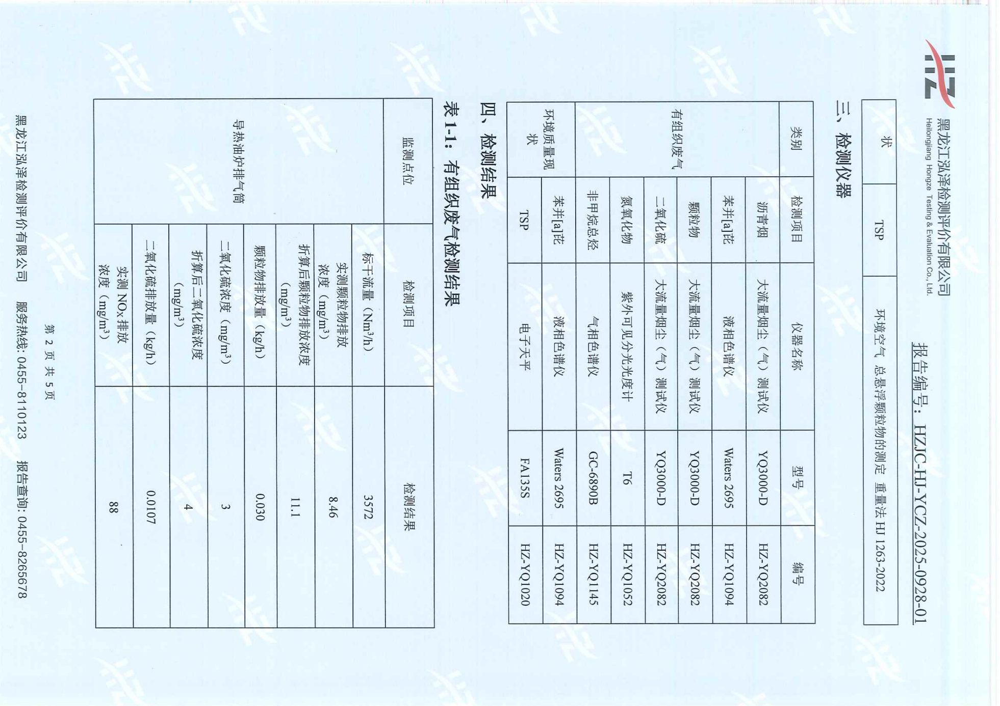 HZ 黑龙江泓泽检测评价有限公司
Heilongjiang Hongze Testing & Evaluation Co., Ltd.
报告编号：HZJC-HJ-YCZ-2025-0928-01
状 TSP 环境空气 总悬浮颗粒物的测定 重量法 HJ 1263-2022
三、检测仪器
类别 检测项目 仪器名称 型号 编号
有组织废气 沥青烟 大流量烟尘（气）测试仪 YQ3000-D HZ-YQ2082
苯并[a]芘 液相色谱仪 Waters 2695 HZ-YQ1094
颗粒物 大流量烟尘（气）测试仪 YQ3000-D HZ-YQ2082
二氧化硫 大流量烟尘（气）测试仪 YQ3000-D HZ-YQ2082
氮氧化物 紫外可见分光光度计 T6 HZ-YQ1052
非甲烷总烃 气相色谱仪 GC-6890B HZ-YQ1145
环境质量现
状
苯并[a]芘 液相色谱仪 Waters 2695 HZ-YQ1094
TSP 电子天平 FA135S HZ-YQ1020
四、检测结果
表 1-1：有组织废气检测结果
监测点位 检测项目 检测结果
导热油炉排气筒
标干流量（Nm³/h） 3572
实测颗粒物排放
浓度（mg/m³） 8.46
折算后颗粒物排放浓度
（mg/m³） 11.1
颗粒物排放量（kg/h） 0.030
二氧化硫浓度（mg/m³） 3
折算后二氧化硫浓度
（mg/m³） 4
二氧化硫排放量（kg/h） 0.0107
实测 NOx 排放
浓度（mg/m³） 88
第 2 页 共 5 页
黑龙江泓泽检测评价有限公司 服务热线: 0455-8110123 报告查询: 0455-8265678